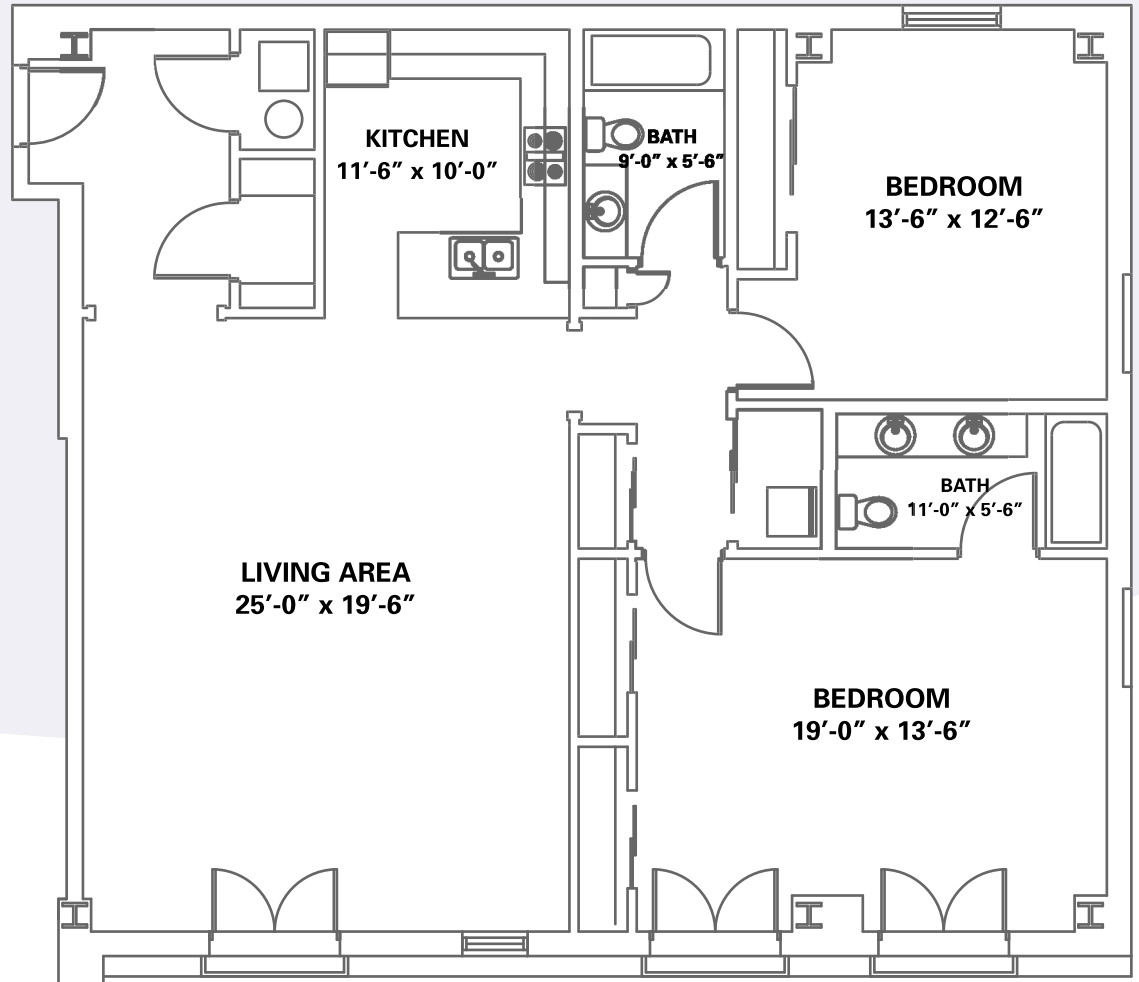 KITCHEN
11′-6″ x 10′-0″
BATH
9′-0″ x 5′-6″
BEDROOM
13′-6″ x 12′-6″
BATH
11′-0″ x 5′-6″
LIVING AREA
25′-0″ x 19′-6″
BEDROOM
19′-0″ x 13′-6″